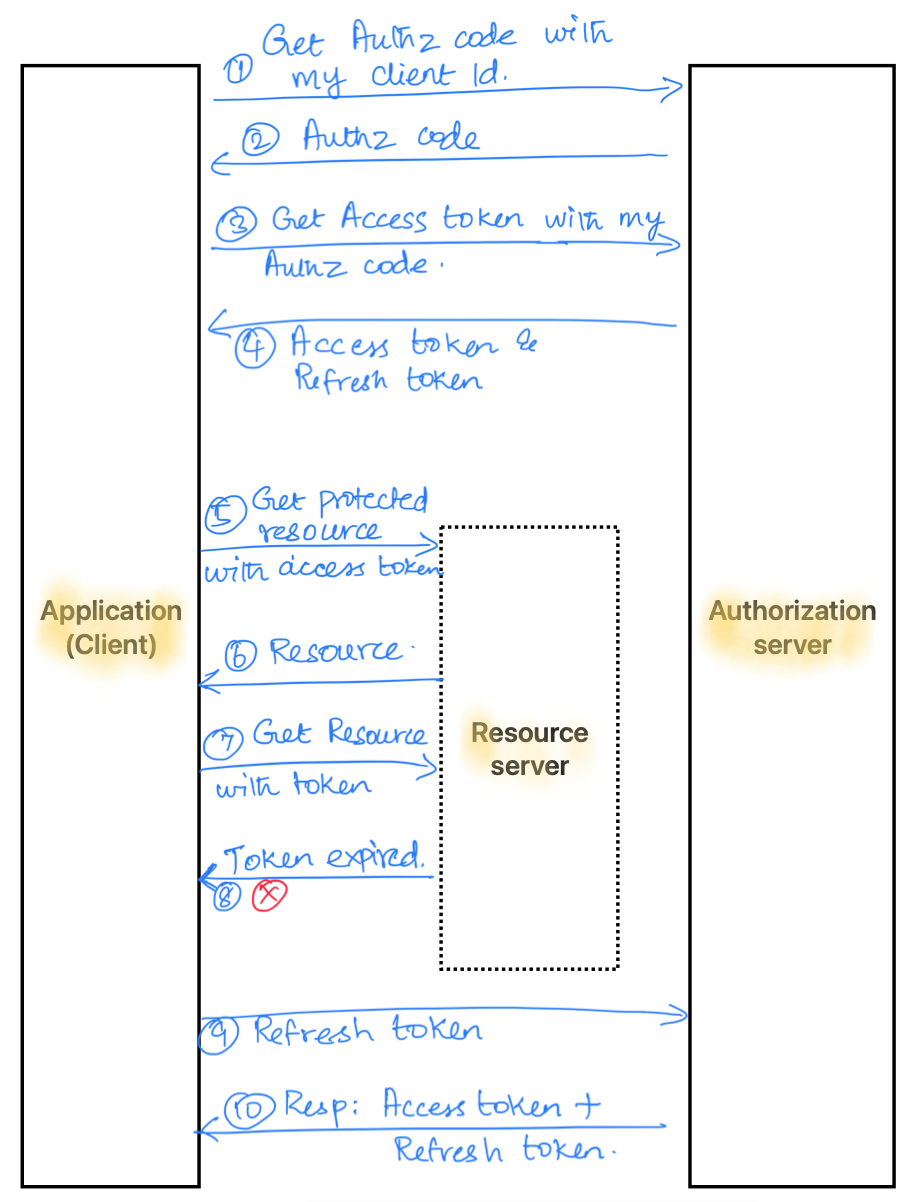 Get Authz code with
① my client Id.
② Authz code
③ Get Access token with my
Authz code.
④ Access token &
Refresh token
⑤ Get protected
resource
with access token
Application
(Client)
Authorization
server
⑥ Resource.
⑦ Get Resource
with token
Resource
server
Token expired.
⑧ ⓧ
⑨ Refresh token
⑩ Resp: Access token +
Refresh token.